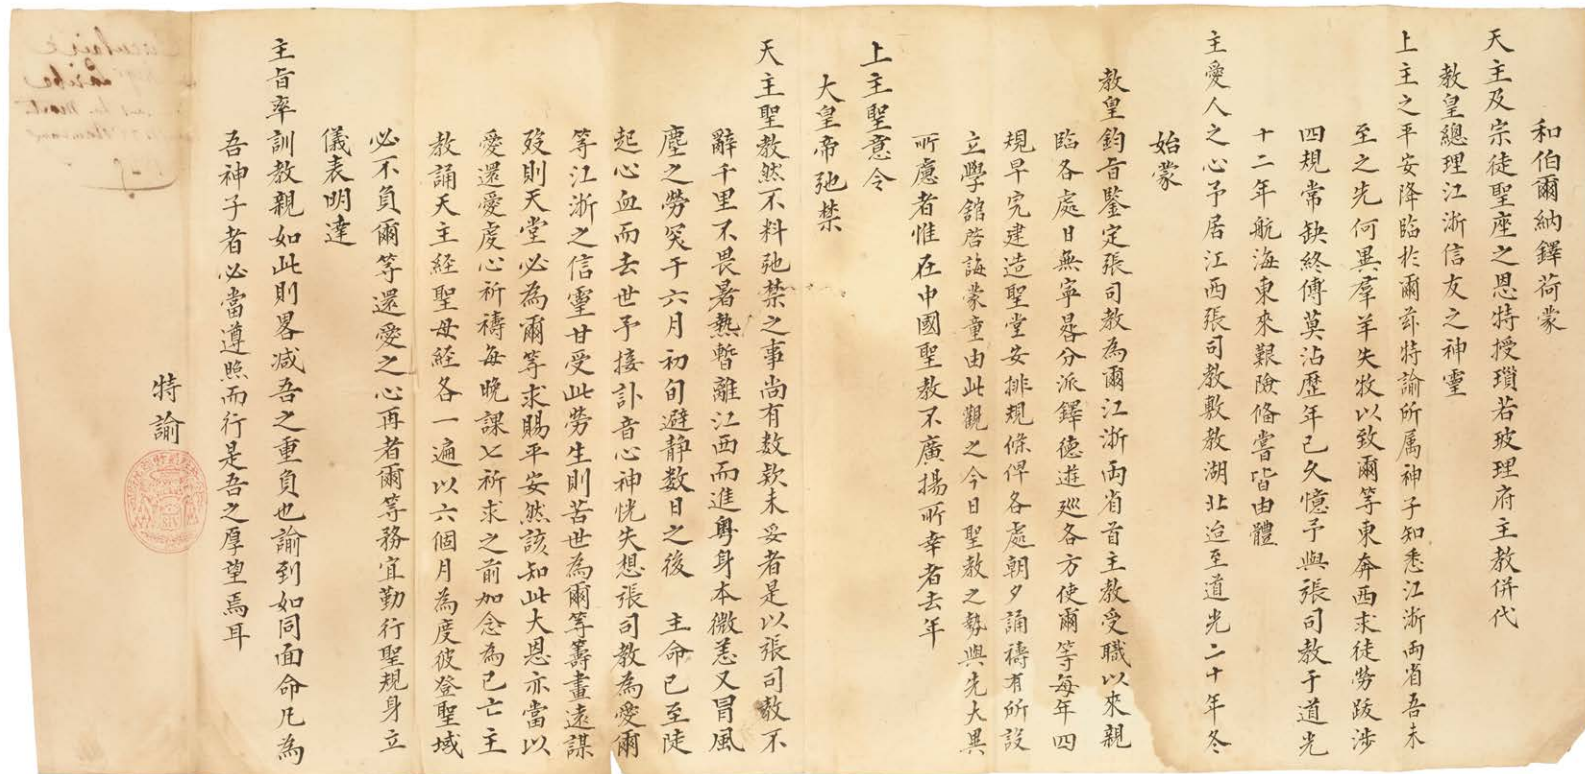 和伯爾納鐸荷蒙
天主及宗徒聖座之恩特授瑣若玻理府主教併代
教皇總理江浙信友之神靈
上主之平安降臨扵爾茲特諭所属神子知悉江浙両省吾未
至之先何異羣羊失牧以致爾等東奔西求徒劳跋涉
四規常缺終傅莫沾歷年已久憶予與張司教于道光
十二年航海東來艱險俻嘗皆由體
主愛人之心予居江西張司教敷教湖北迨至道光二十年冬
始蒙
教皇鈞旨鑒定張司教為爾江浙両省首主教受職以來親
臨各處日無寧晷分派鐸德遊巡各方使爾等每年四
規早完建造聖堂安排規條俾各處朝夕誦禱有所設
立學舘啓誨蒙童由此觀之今日聖教之勢與先大異
所慮者惟在中國聖教不廣揚所幸者去年
上主聖意令
大皇帝弛禁
天主聖教然不料弛禁之事尚有数款未妥者是以張司教不
辭千里不畏暑熱暫離江西而進粤身本微恙又冒風
塵之勞突于六月初旬避静数日之後 主命已至陡
起心血而去世予接訃音心神恍失想張司教為愛爾
等江浙之信靈甘受此劳生則苦世為爾等籌畫遠謀
殁則天堂必為爾等求賜平安然該知此大恩亦當以
愛還愛虔心祈禱每晚課七祈求之前加念為已亡主
教誦天主経聖母経各一遍以六個月為度彼登聖域
必不負爾等還愛之心再者爾等務宜勤行聖規身立
儀表明達
主旨率訓教親如此則畧減吾之重負也諭到如同面命凡為
吾神子者必當遵照而行是吾之厚望焉耳
特諭